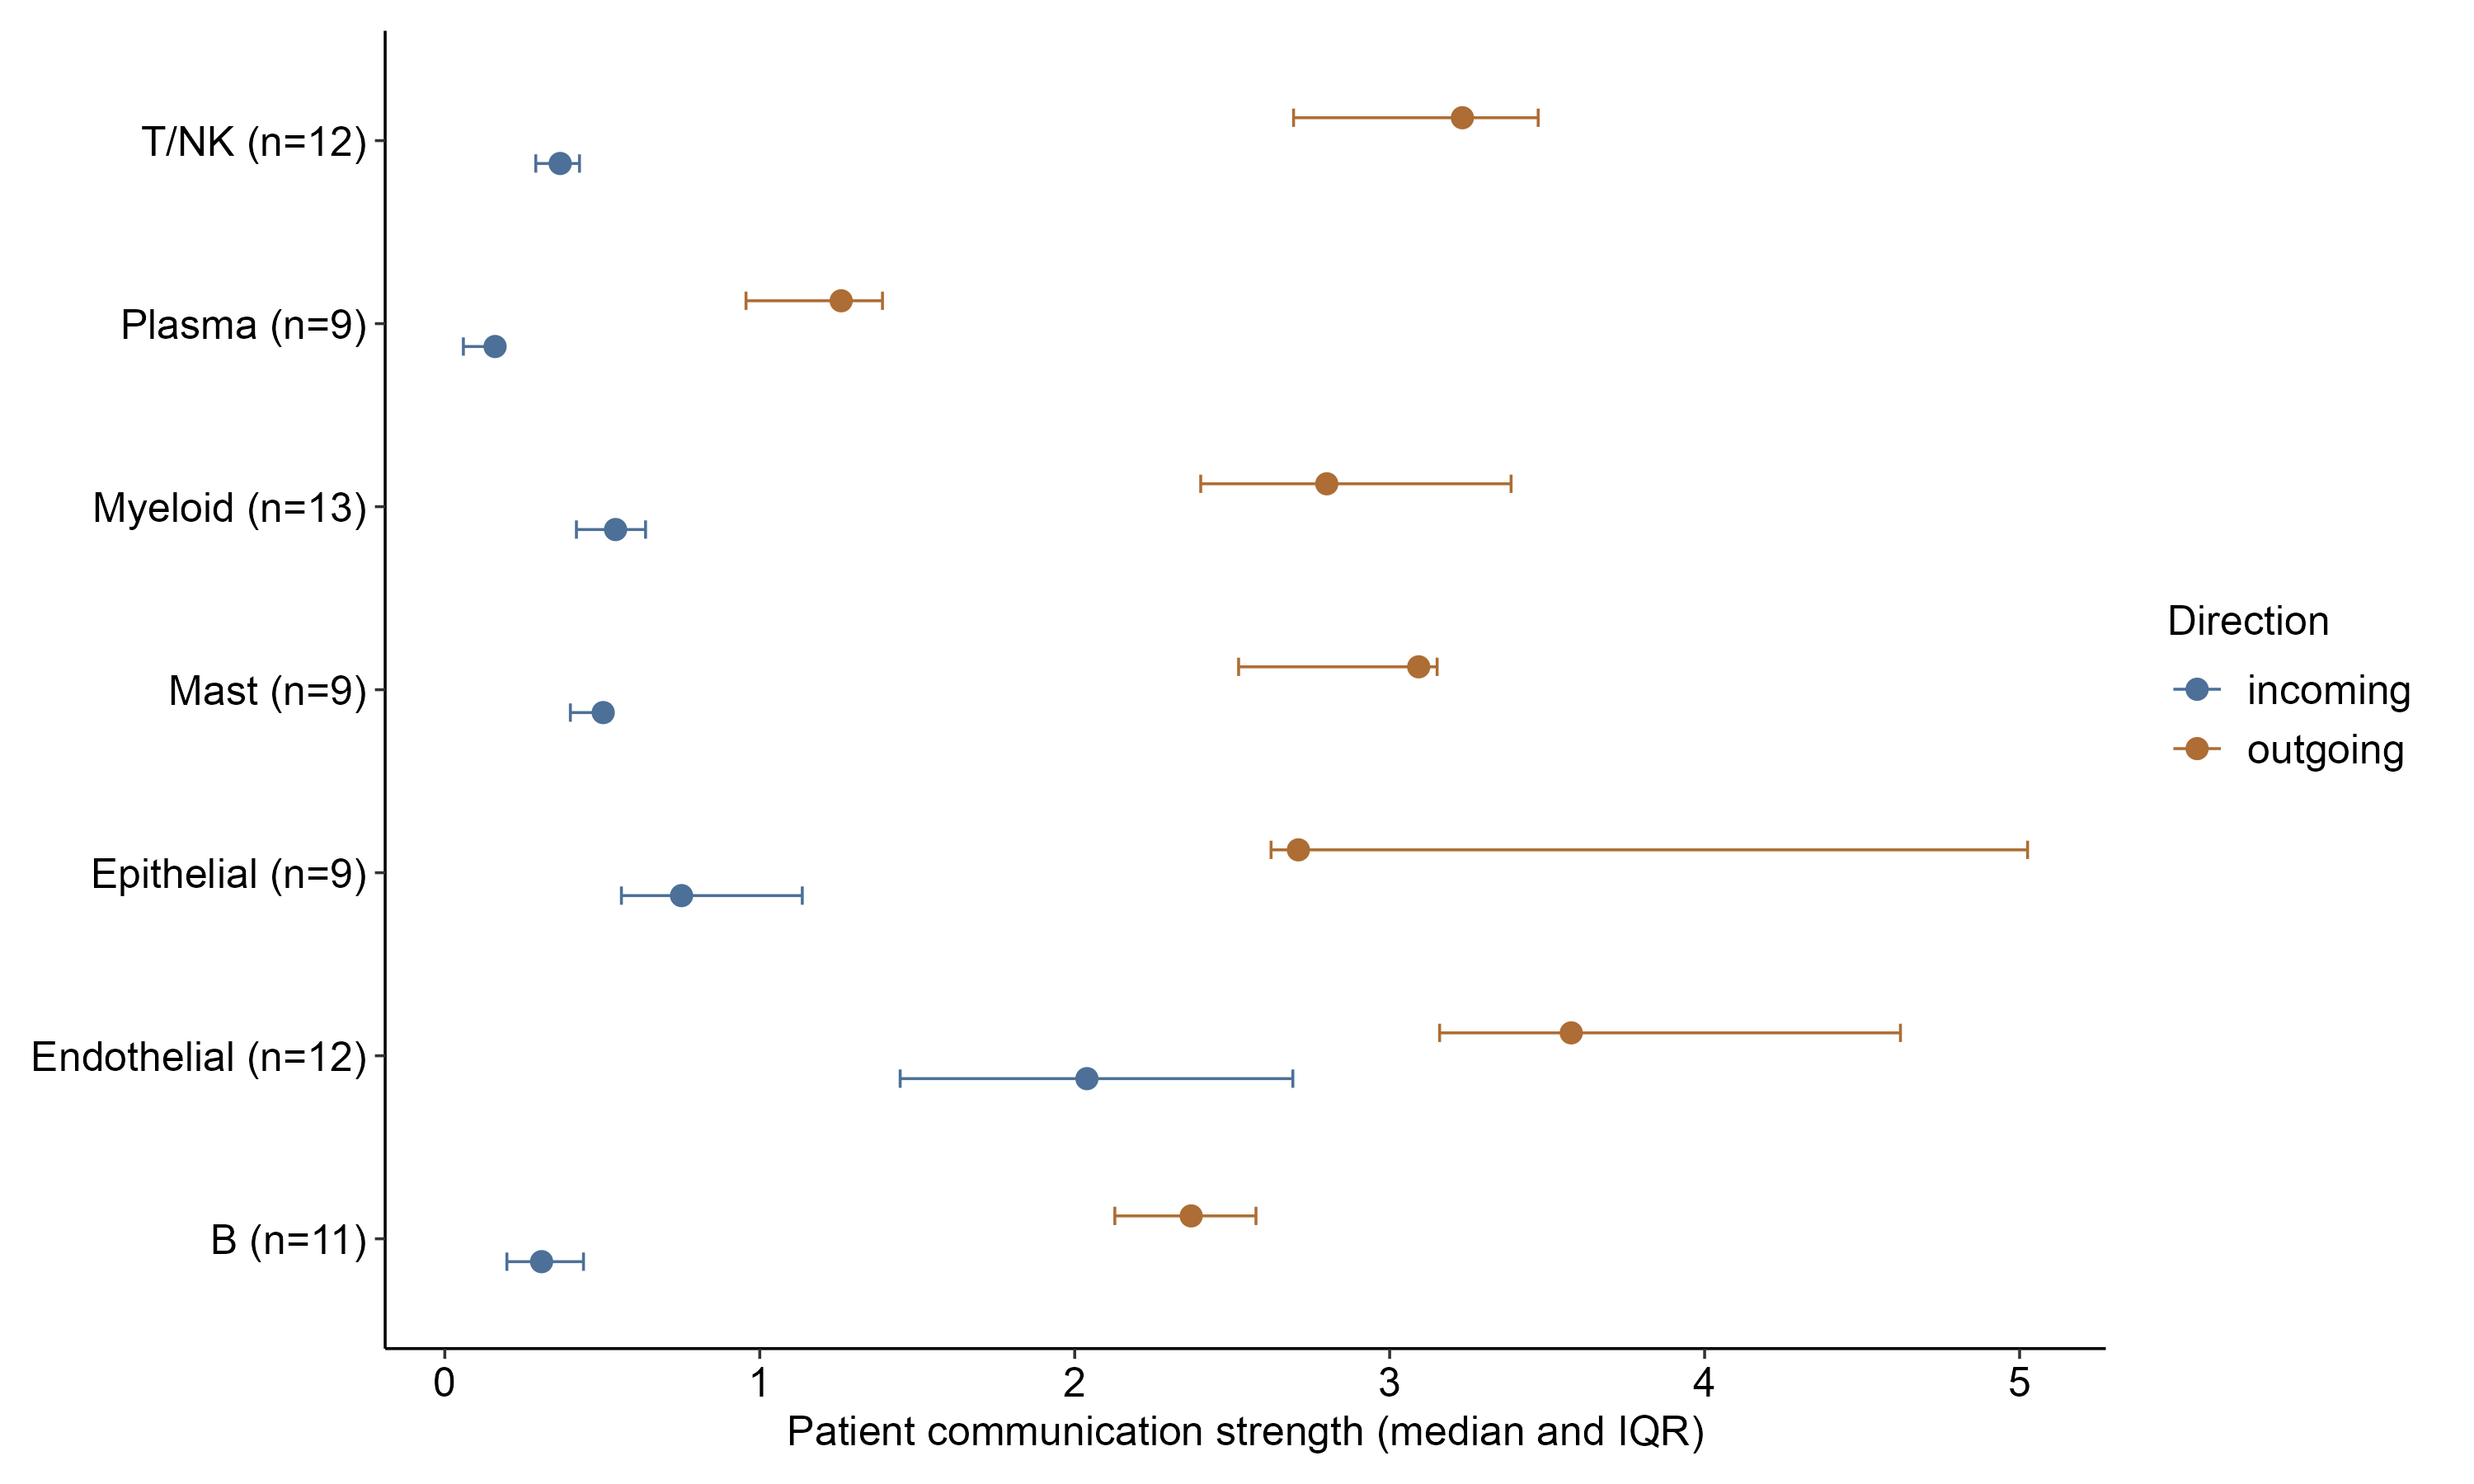 T/NK (n=12)
Plasma (n=9)
Myeloid (n=13)
Mast (n=9)
Epithelial (n=9)
Endothelial (n=12)
B (n=11)
0 1 2 3 4 5
Patient communication strength (median and IQR)
Direction
incoming
outgoing